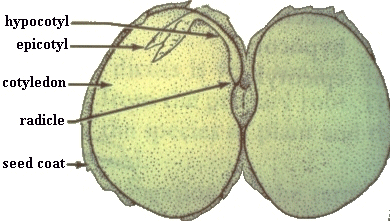 hypocotyl
epicotyl
cotyledon
radicle
seed coat